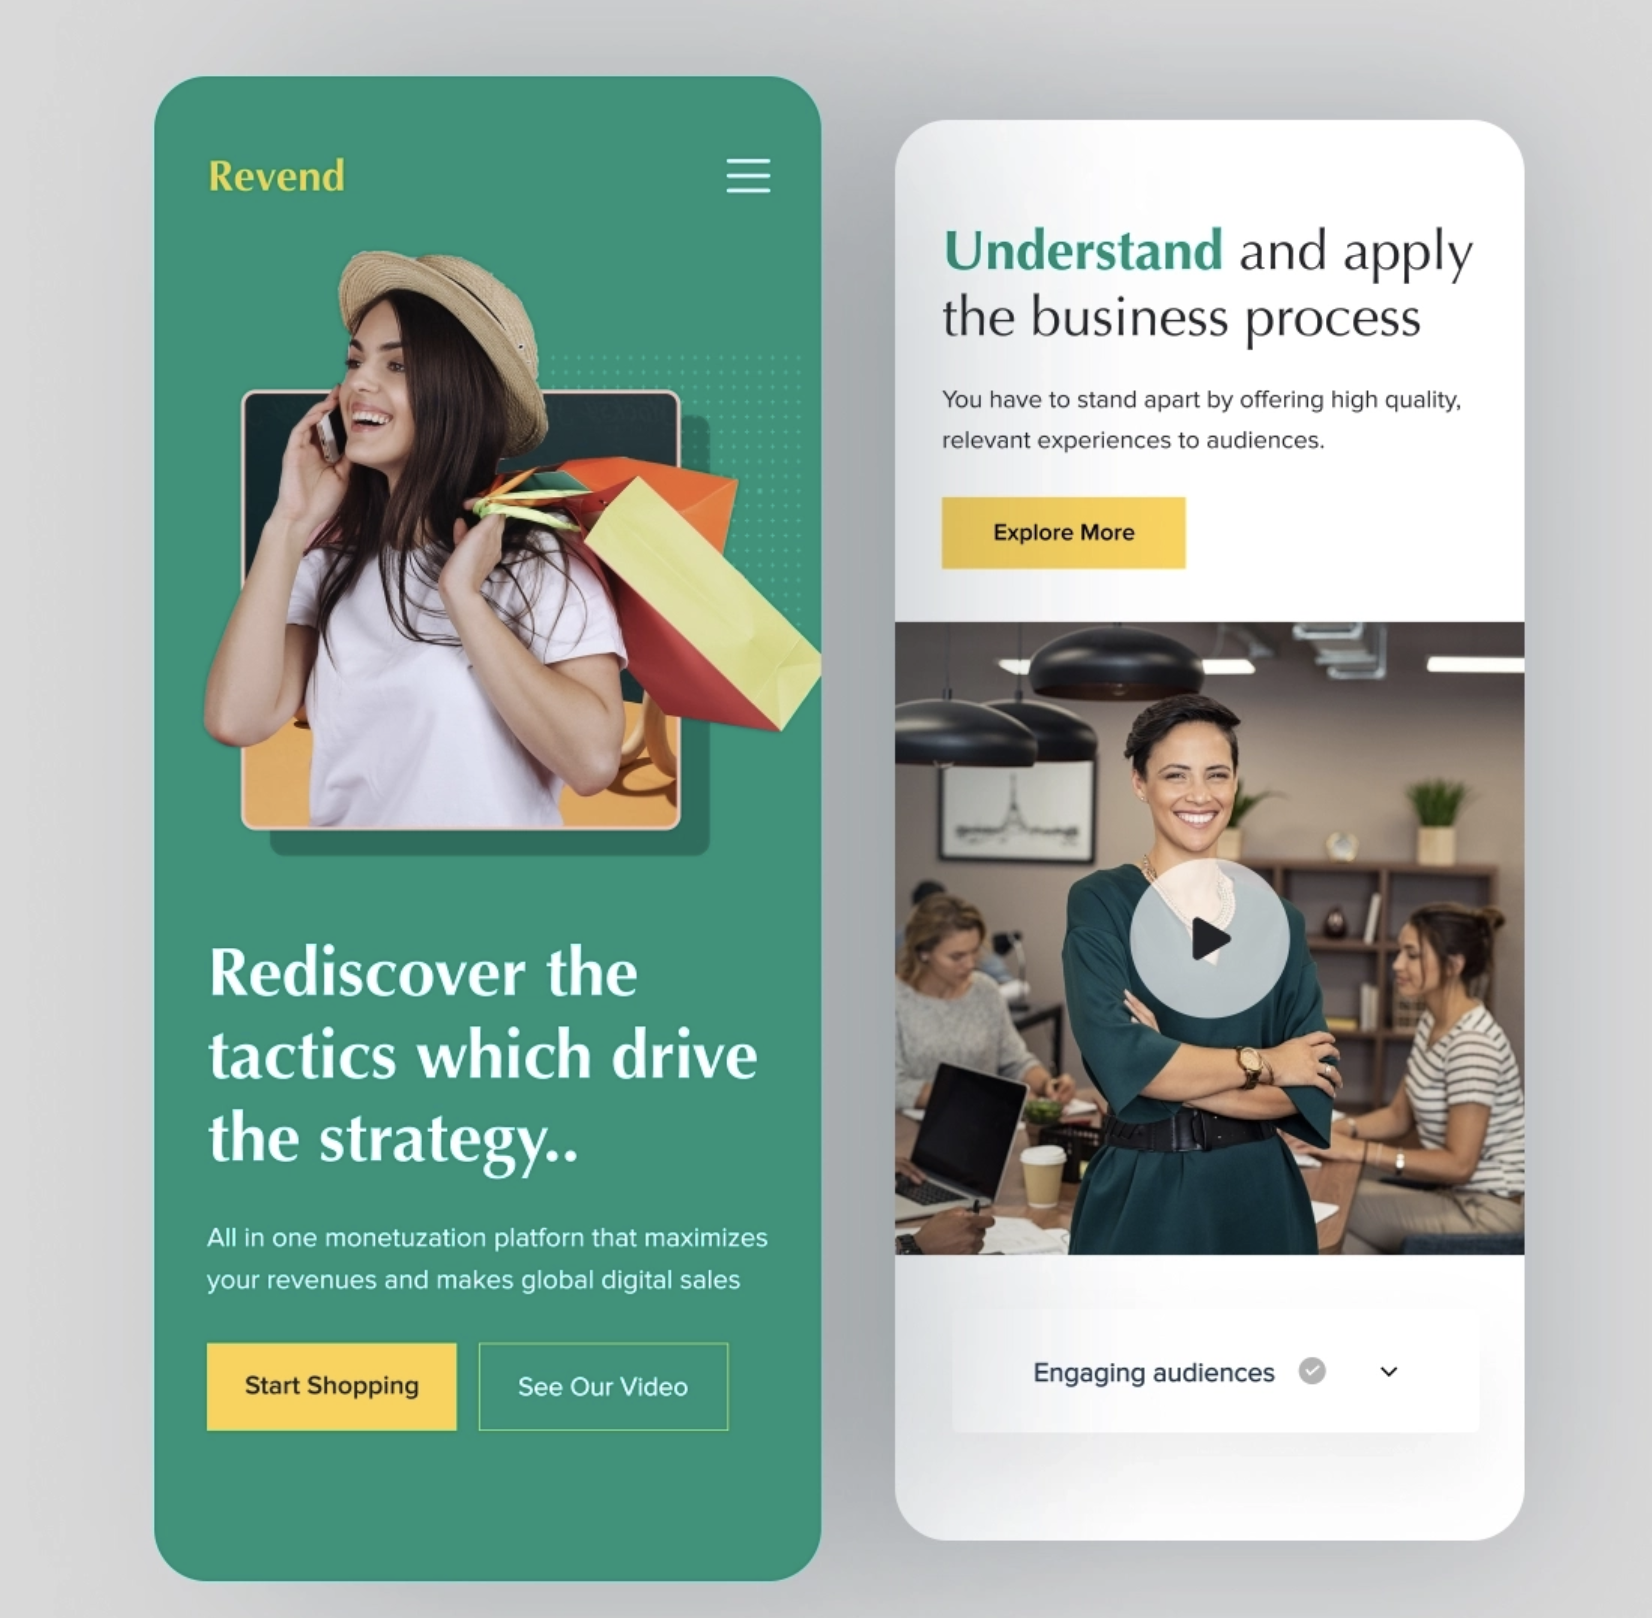 Revend
Rediscover the
tactics which drive
the strategy..
All in one monetuzation platforn that maximizes
your revenues and makes global digital sales
Start Shopping
See Our Video
Understand and apply
the business process
You have to stand apart by offering high quality,
relevant experiences to audiences.
Explore More
Engaging audiences